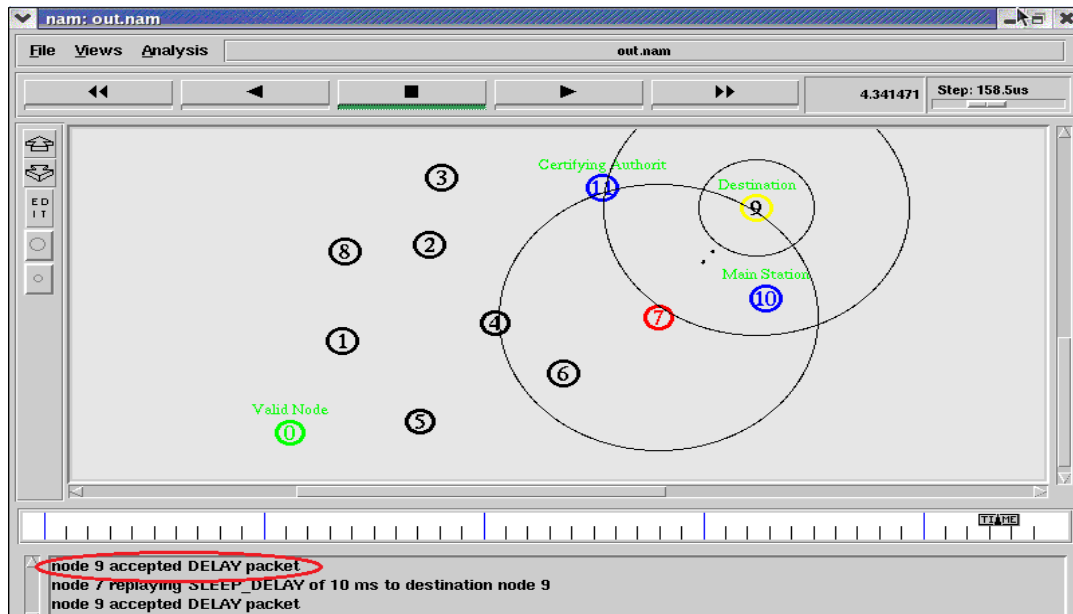 nam: out.nam
File Views Analysis out.nam
4.341471 Step: 158.5us
E D
I T
3
Certifying Authorit
11
Destination
9
8
2
Main Station
10
1
4
7
6
Valid Node
0
5
TIME
node 9 accepted DELAY packet
node 7 replaying SLEEP_DELAY of 10 ms to destination node 9
node 9 accepted DELAY packet